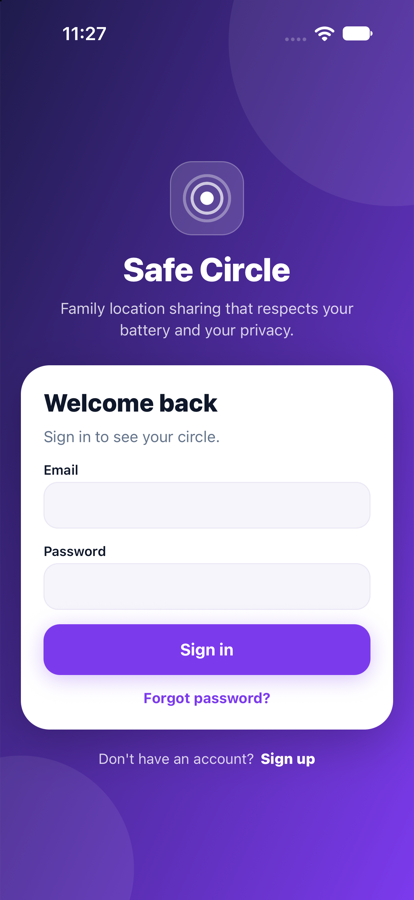 11:27
Safe Circle
Family location sharing that respects your
battery and your privacy.
Welcome back
Sign in to see your circle.
Email
Password
Sign in
Forgot password?
Don't have an account? Sign up